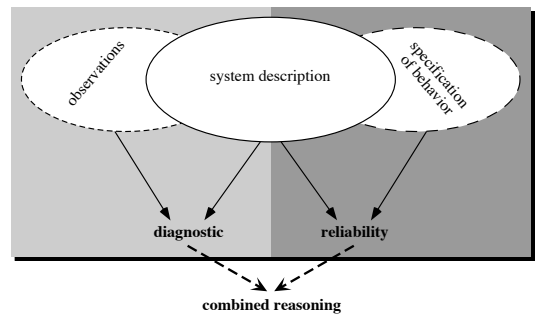 observations
system description
specification
of behavior
diagnostic
reliability
combined reasoning